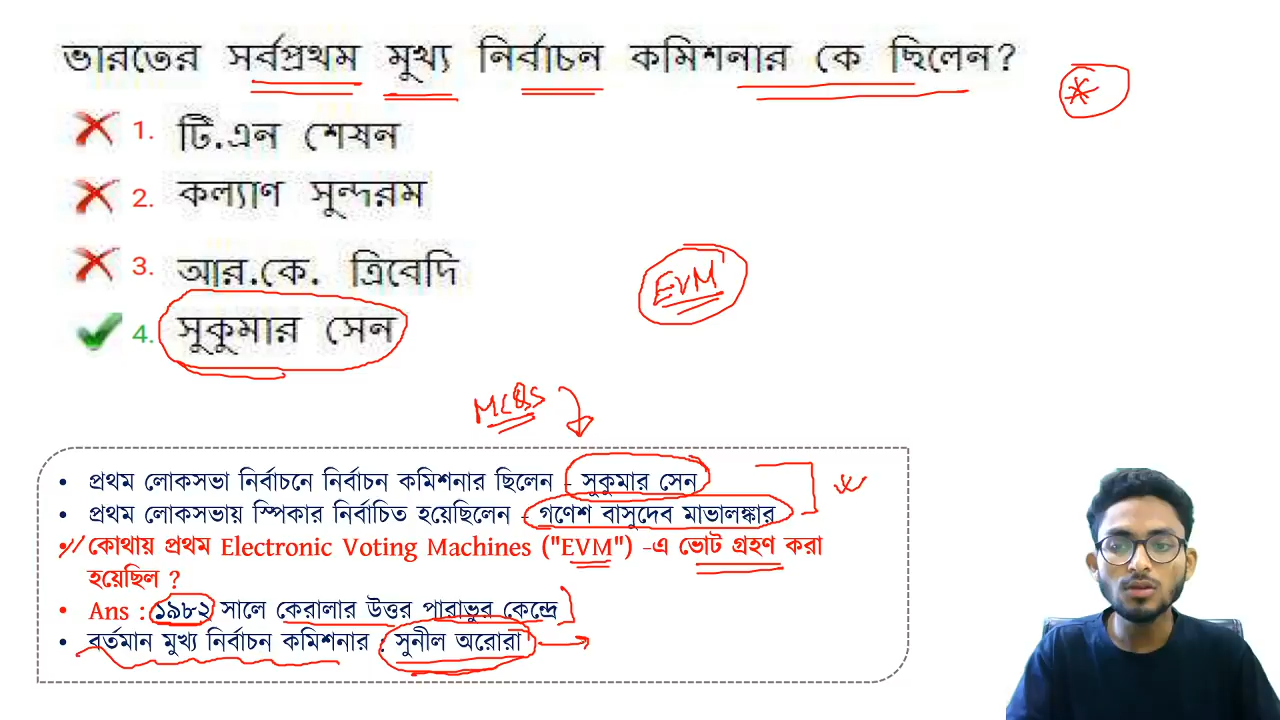 ভারতের সর্বপ্রথম মুখ্য নির্বাচন কমিশনার কে ছিলেন?
1. টি.এন শেষন
2. কল্যাণ সুন্দরম
3. আর.কে. ত্রিবেদি
EVM
4. সুকুমার সেন
MCQS
• প্রথম লোকসভা নির্বাচনে নির্বাচন কমিশনার ছিলেন - সুকুমার সেন
• প্রথম লোকসভায় স্পিকার নির্বাচিত হয়েছিলেন - গণেশ বাসুদেব মাভালঙ্কার
• কোথায় প্রথম Electronic Voting Machines ("EVM") -এ ভোট গ্রহণ করা
হয়েছিল ?
• Ans : ১৯৮২ সালে কেরালার উত্তর পারাভুর কেন্দ্রে
• বর্তমান মুখ্য নির্বাচন কমিশনার : সুনীল অরোরা